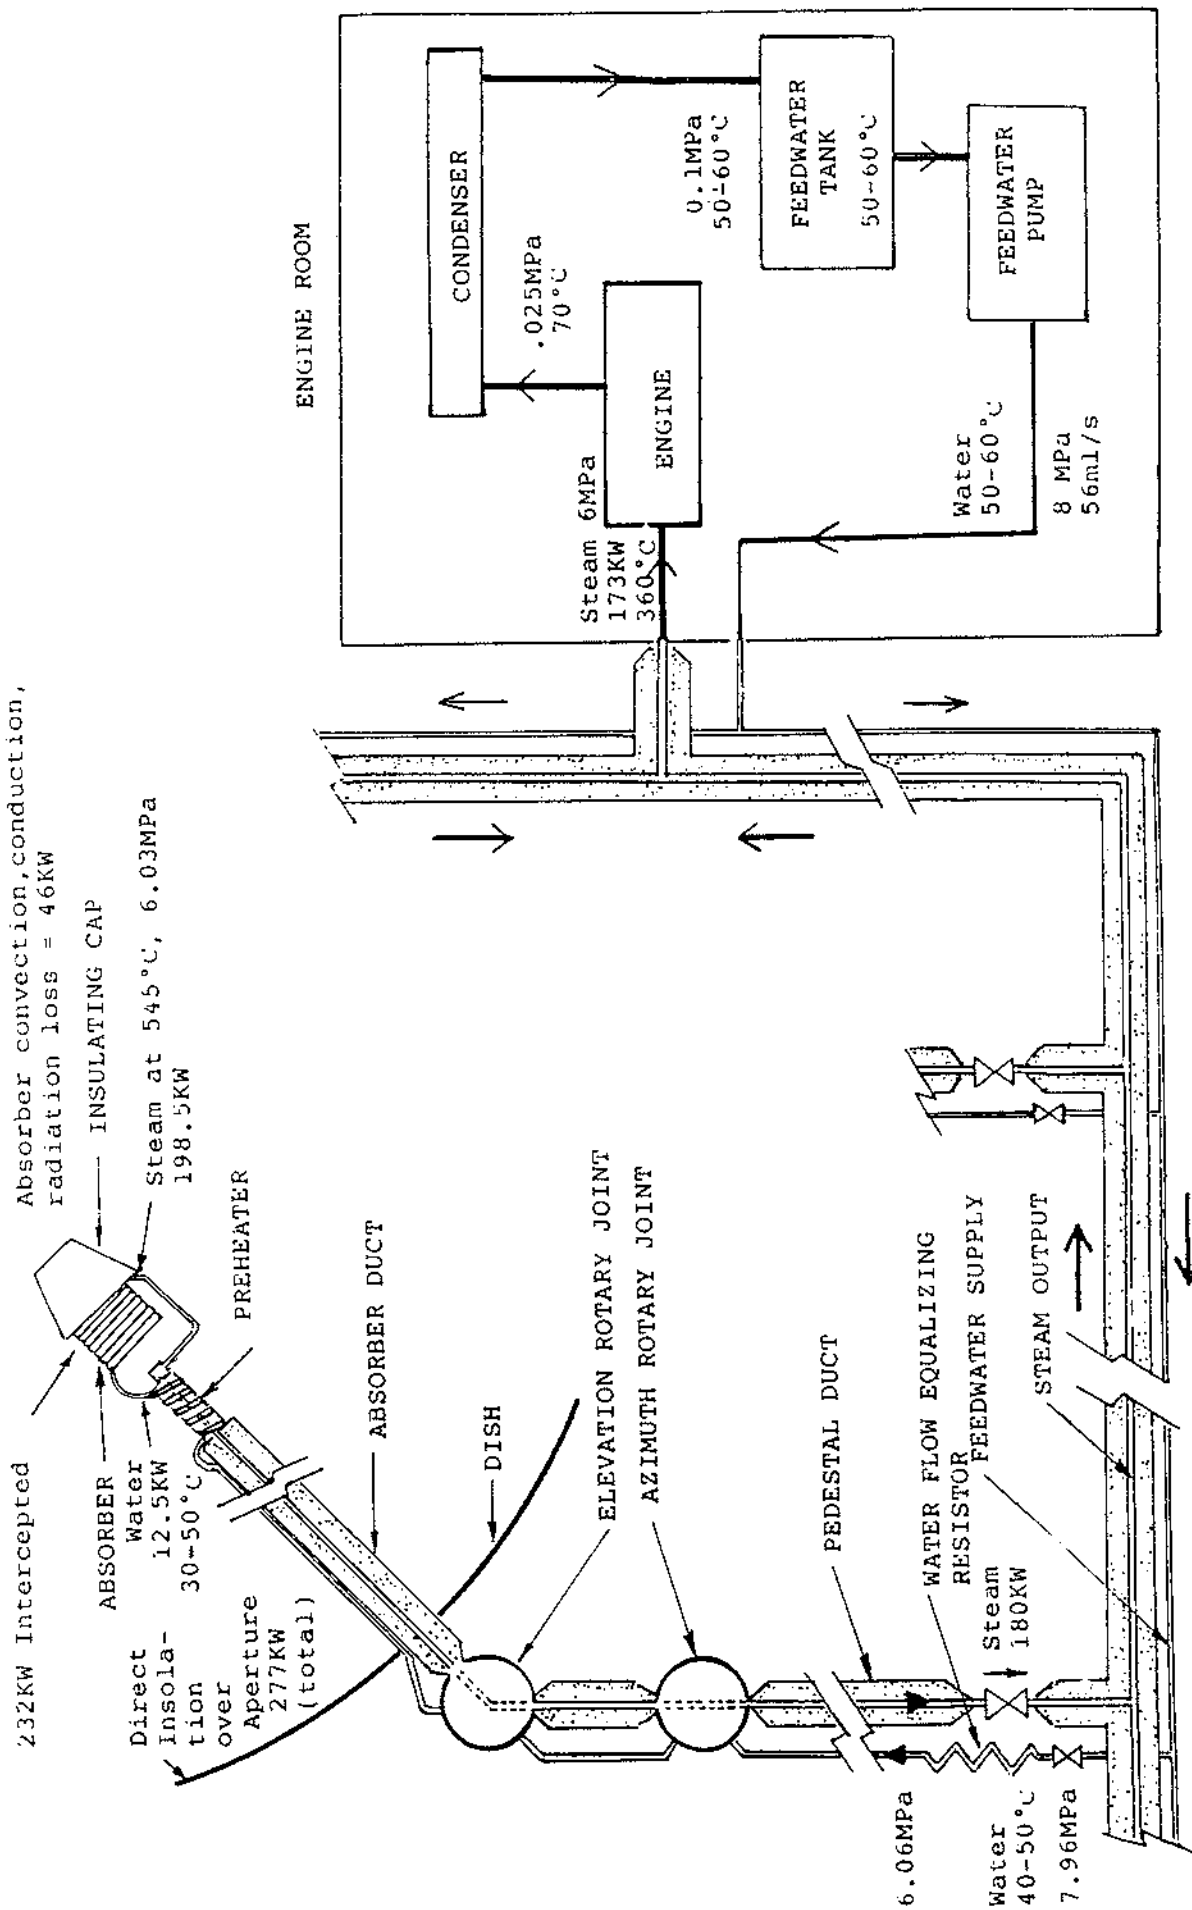 232KW Intercepted
Absorber convection,conduction,
radiation loss = 46KW
INSULATING CAP
Steam at 545°C, 6.03MPa
198.5KW
ABSORBER
Water
12.5KW
30-50°C
PREHEATER
Direct
Insola-
tion
over
Aperture
277KW
(total)
ABSORBER DUCT
DISH
ELEVATION ROTARY JOINT
AZIMUTH ROTARY JOINT
PEDESTAL DUCT
WATER FLOW EQUALIZING
RESISTOR
FEEDWATER SUPPLY
STEAM OUTPUT
Steam
180KW
6.06MPa
Water
40-50°C
7.96MPa
ENGINE ROOM
CONDENSER
.025MPa
70°C
0.1MPa
50-60°C
FEEDWATER
TANK
50-60°C
ENGINE
Steam 6MPa
173KW
360°C
FEEDWATER
PUMP
Water
50-60°C
8 MPa
56ml/s